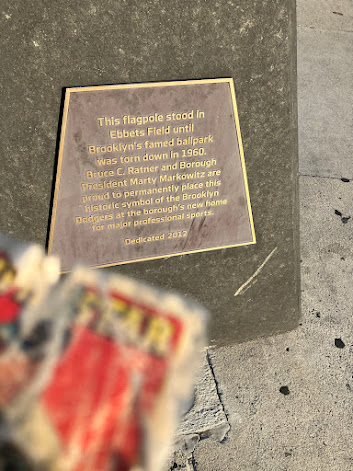 This flagpole stood in
Ebbets Field until
Brooklyn's famed ballpark
was torn down in 1960.
Bruce C. Ratner and Borough
President Marty Markowitz are
proud to permanently place this
historic symbol of the Brooklyn
Dodgers at the borough's new home
for major professional sports.
Dedicated 2012
STAR